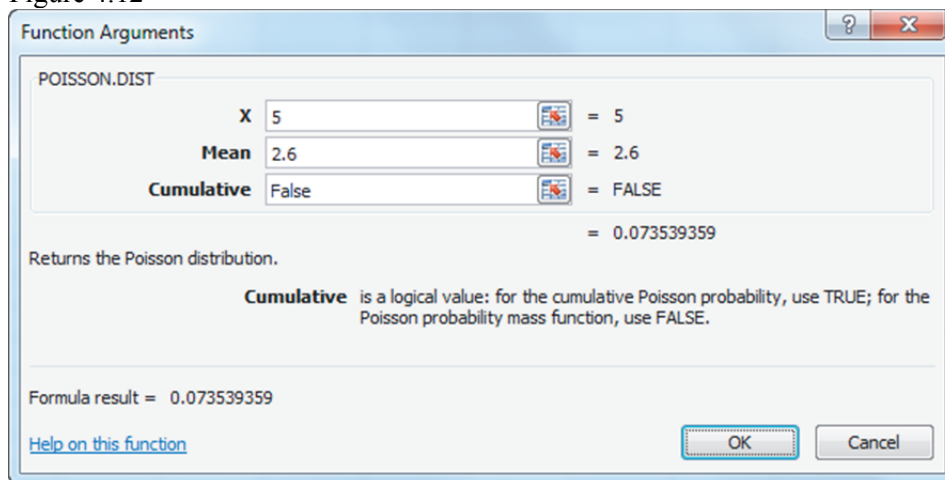 Figure 4.12
Function Arguments
POISSON.DIST
X 5 = 5
Mean 2.6 = 2.6
Cumulative False = FALSE
= 0.073539359
Returns the Poisson distribution.
Cumulative is a logical value: for the cumulative Poisson probability, use TRUE; for the
Poisson probability mass function, use FALSE.
Formula result = 0.073539359
Help on this function
OK Cancel